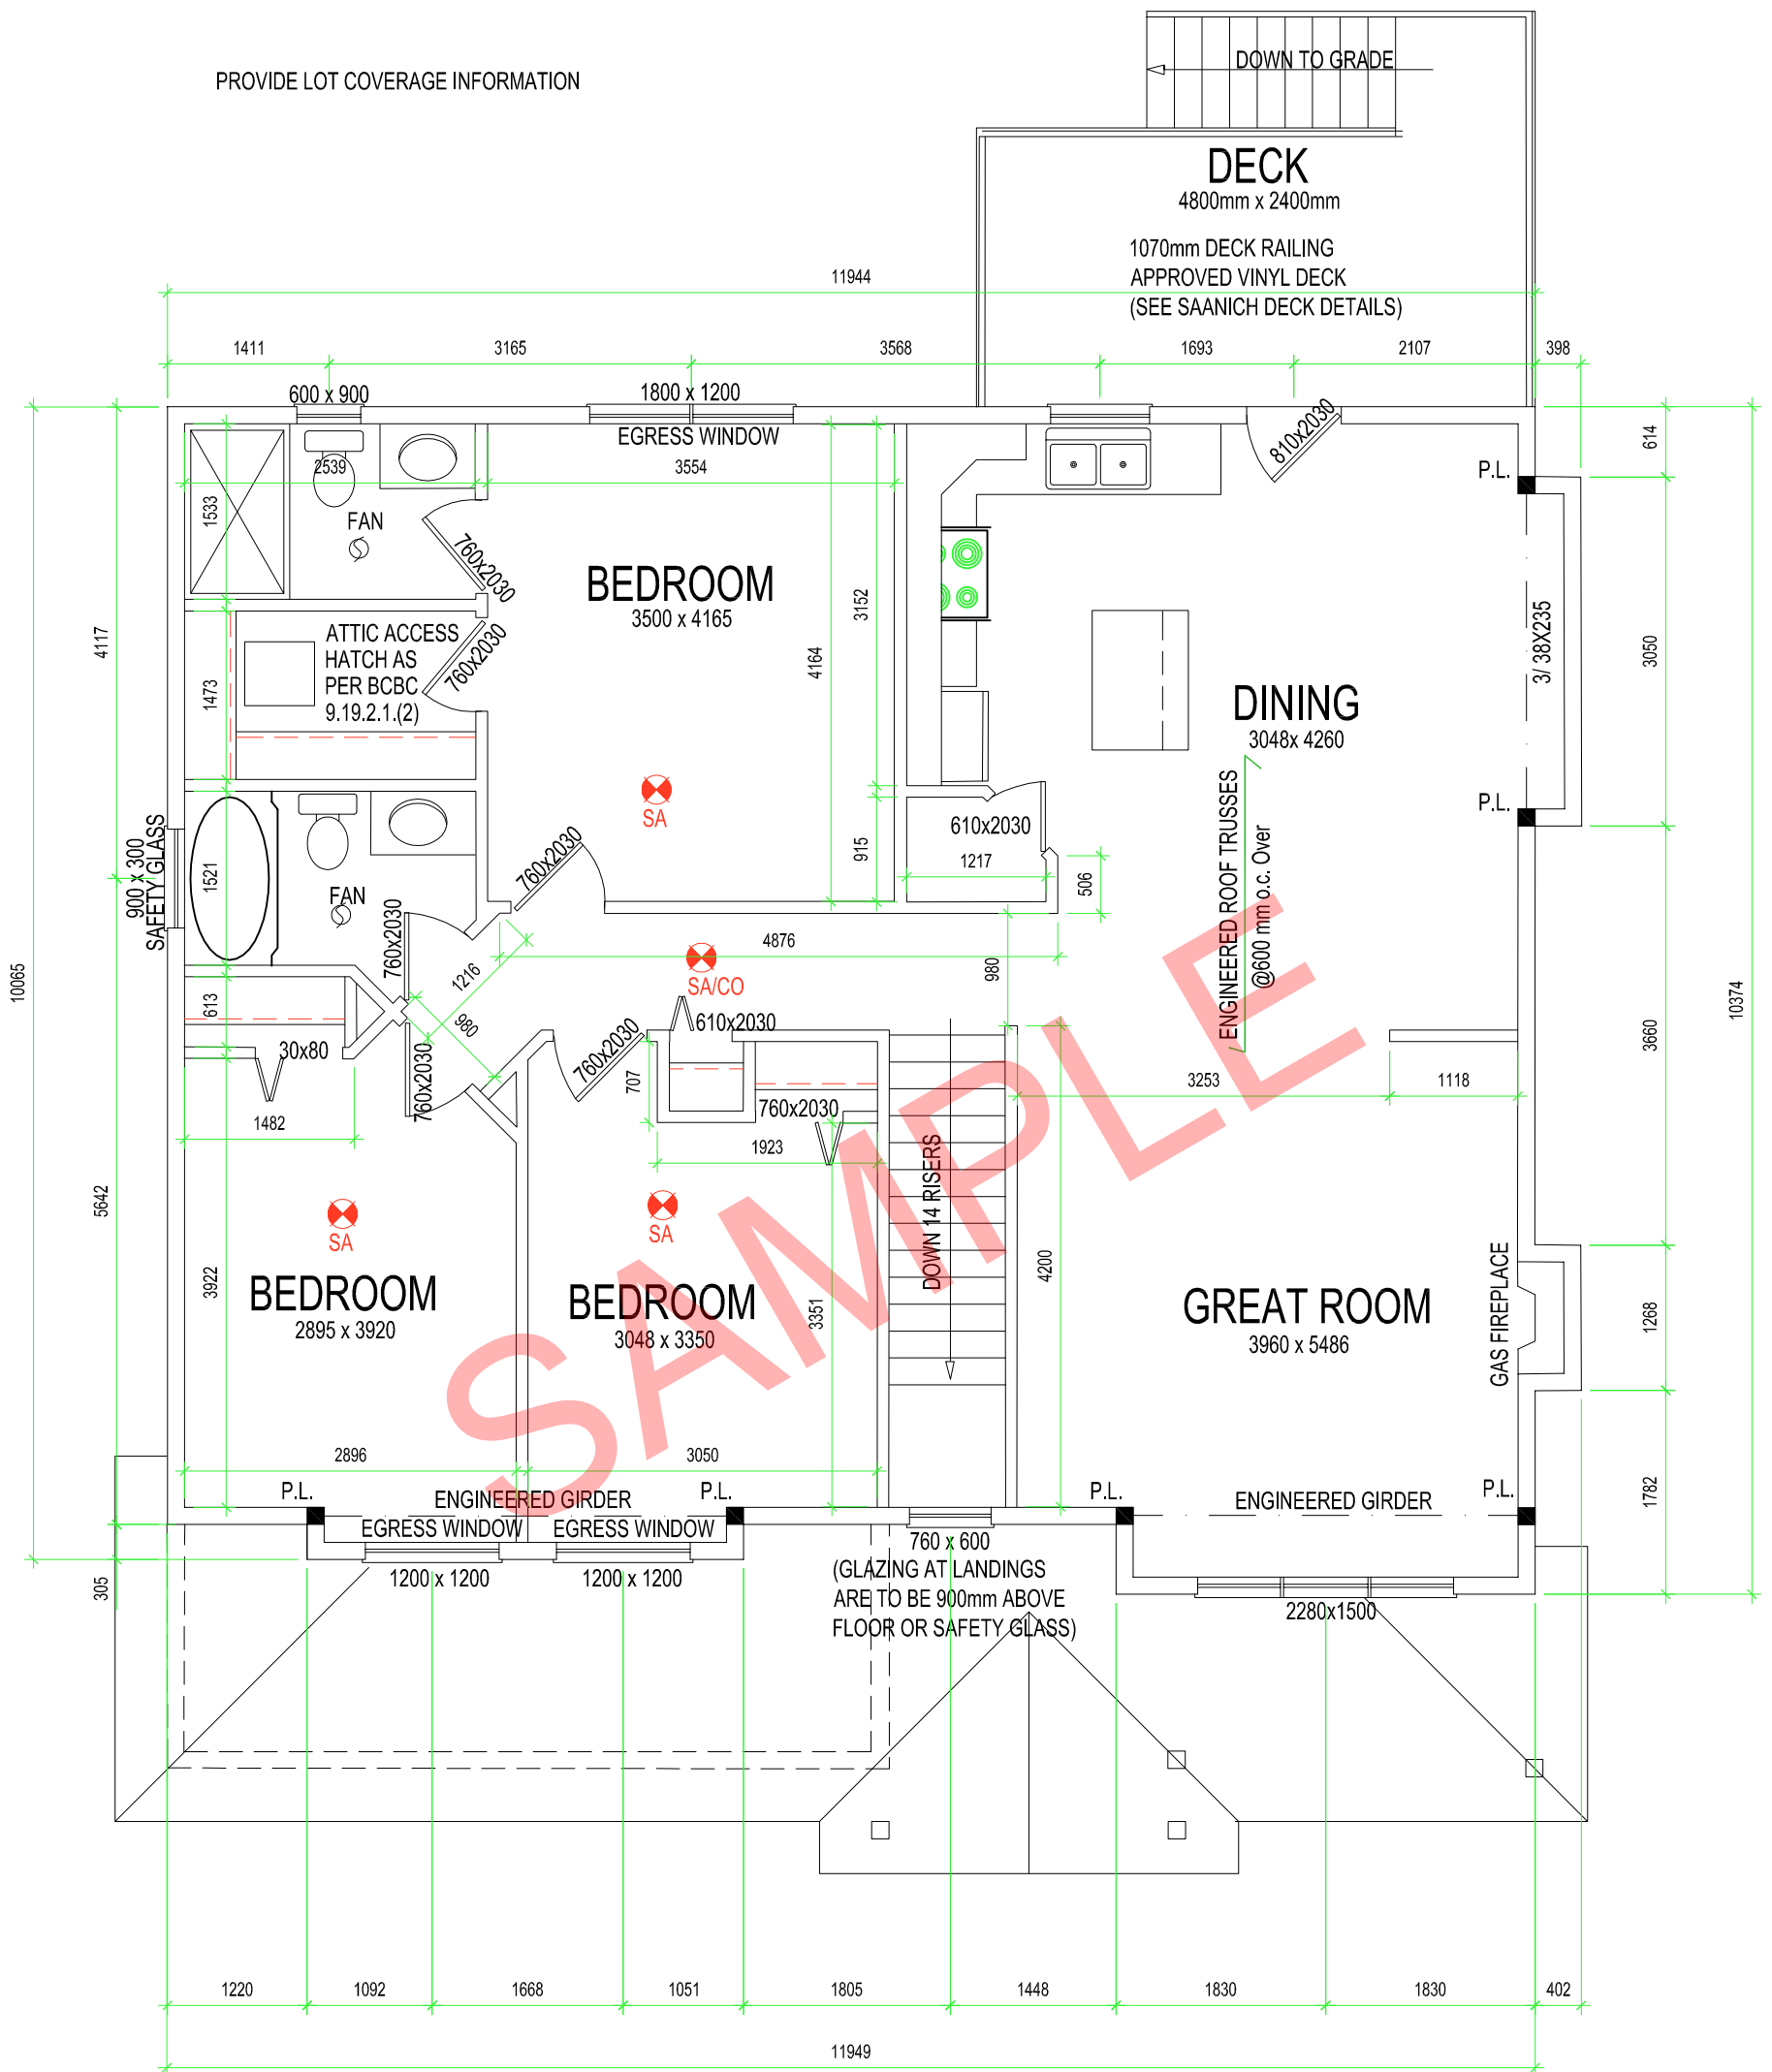 PROVIDE LOT COVERAGE INFORMATION
DOWN TO GRADE
DECK
4800mm x 2400mm
1070mm DECK RAILING
APPROVED VINYL DECK
(SEE SAANICH DECK DETAILS)
11944
1411
3165
3568
1693
2107
398
600 x 900
1800 x 1200
EGRESS WINDOW
810x2030
614
2539
3554
P.L.
1533
FAN
760x2030
BEDROOM
3500 x 4165
3152
3/ 38X235
3050
4117
ATTIC ACCESS
HATCH AS
PER BCBC
9.19.2.1.(2)
760x2030
1473
4164
DINING
3048x 4260
SA
P.L.
ENGINEERED ROOF TRUSSES
@600 mm o.c. Over
900 x 300
SAFETY GLASS
1521
FAN
760x2030
610x2030
915
1217
506
760x2030
4876
1216
980
SA/CO
980
10065
613
30x80
760x2030
760x2030
610x2030
707
760x2030
10374
3660
3253
1118
1482
1923
DOWN 14 RISERS
5642
SA
SA
3922
BEDROOM
2895 x 3920
BEDROOM
3048 x 3350
3351
4200
GREAT ROOM
3960 x 5486
GAS FIREPLACE
1268
2896
3050
P.L.
ENGINEERED GIRDER
P.L.
P.L.
ENGINEERED GIRDER
P.L.
1782
EGRESS WINDOW
EGRESS WINDOW
760 x 600
(GLAZING AT LANDINGS
ARE TO BE 900mm ABOVE
FLOOR OR SAFETY GLASS)
305
1200 x 1200
1200 x 1200
2280x1500
SAMPLE
1220
1092
1668
1051
1805
1448
1830
1830
402
11949